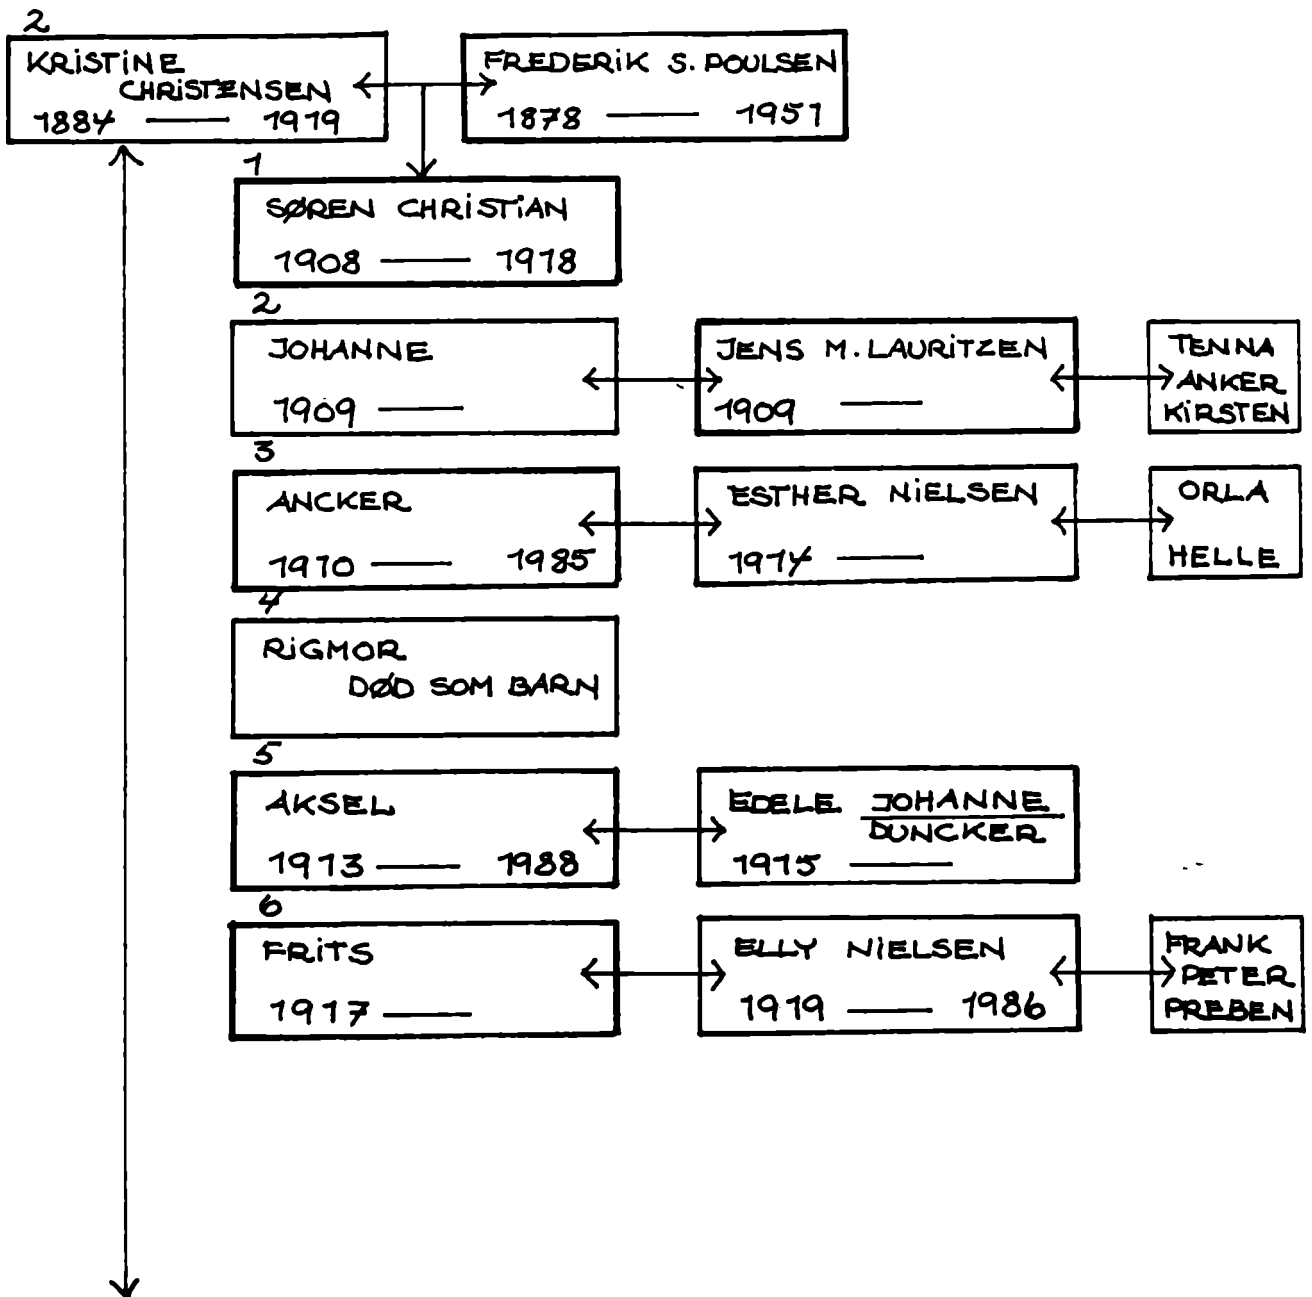 2
KRISTINE
CHRISTENSEN
1884 — 1919
FREDERIK S. POULSEN
1878 — 1951
1
SØREN CHRISTIAN
1908 — 1918
2
JOHANNE
1909 —
JENS M. LAURITZEN
1909 —
TENNA
ANKER
KIRSTEN
3
ANCKER
1910 — 1985
ESTHER NIELSEN
1914 —
ORLA
HELLE
4
RIGMOR
DØD SOM BARN
5
AKSEL
1913 — 1988
EDELE JOHANNE
DUNCKER
1915 —
6
FRITS
1917 —
ELLY NIELSEN
1919 — 1986
FRANK
PETER
PREBEN